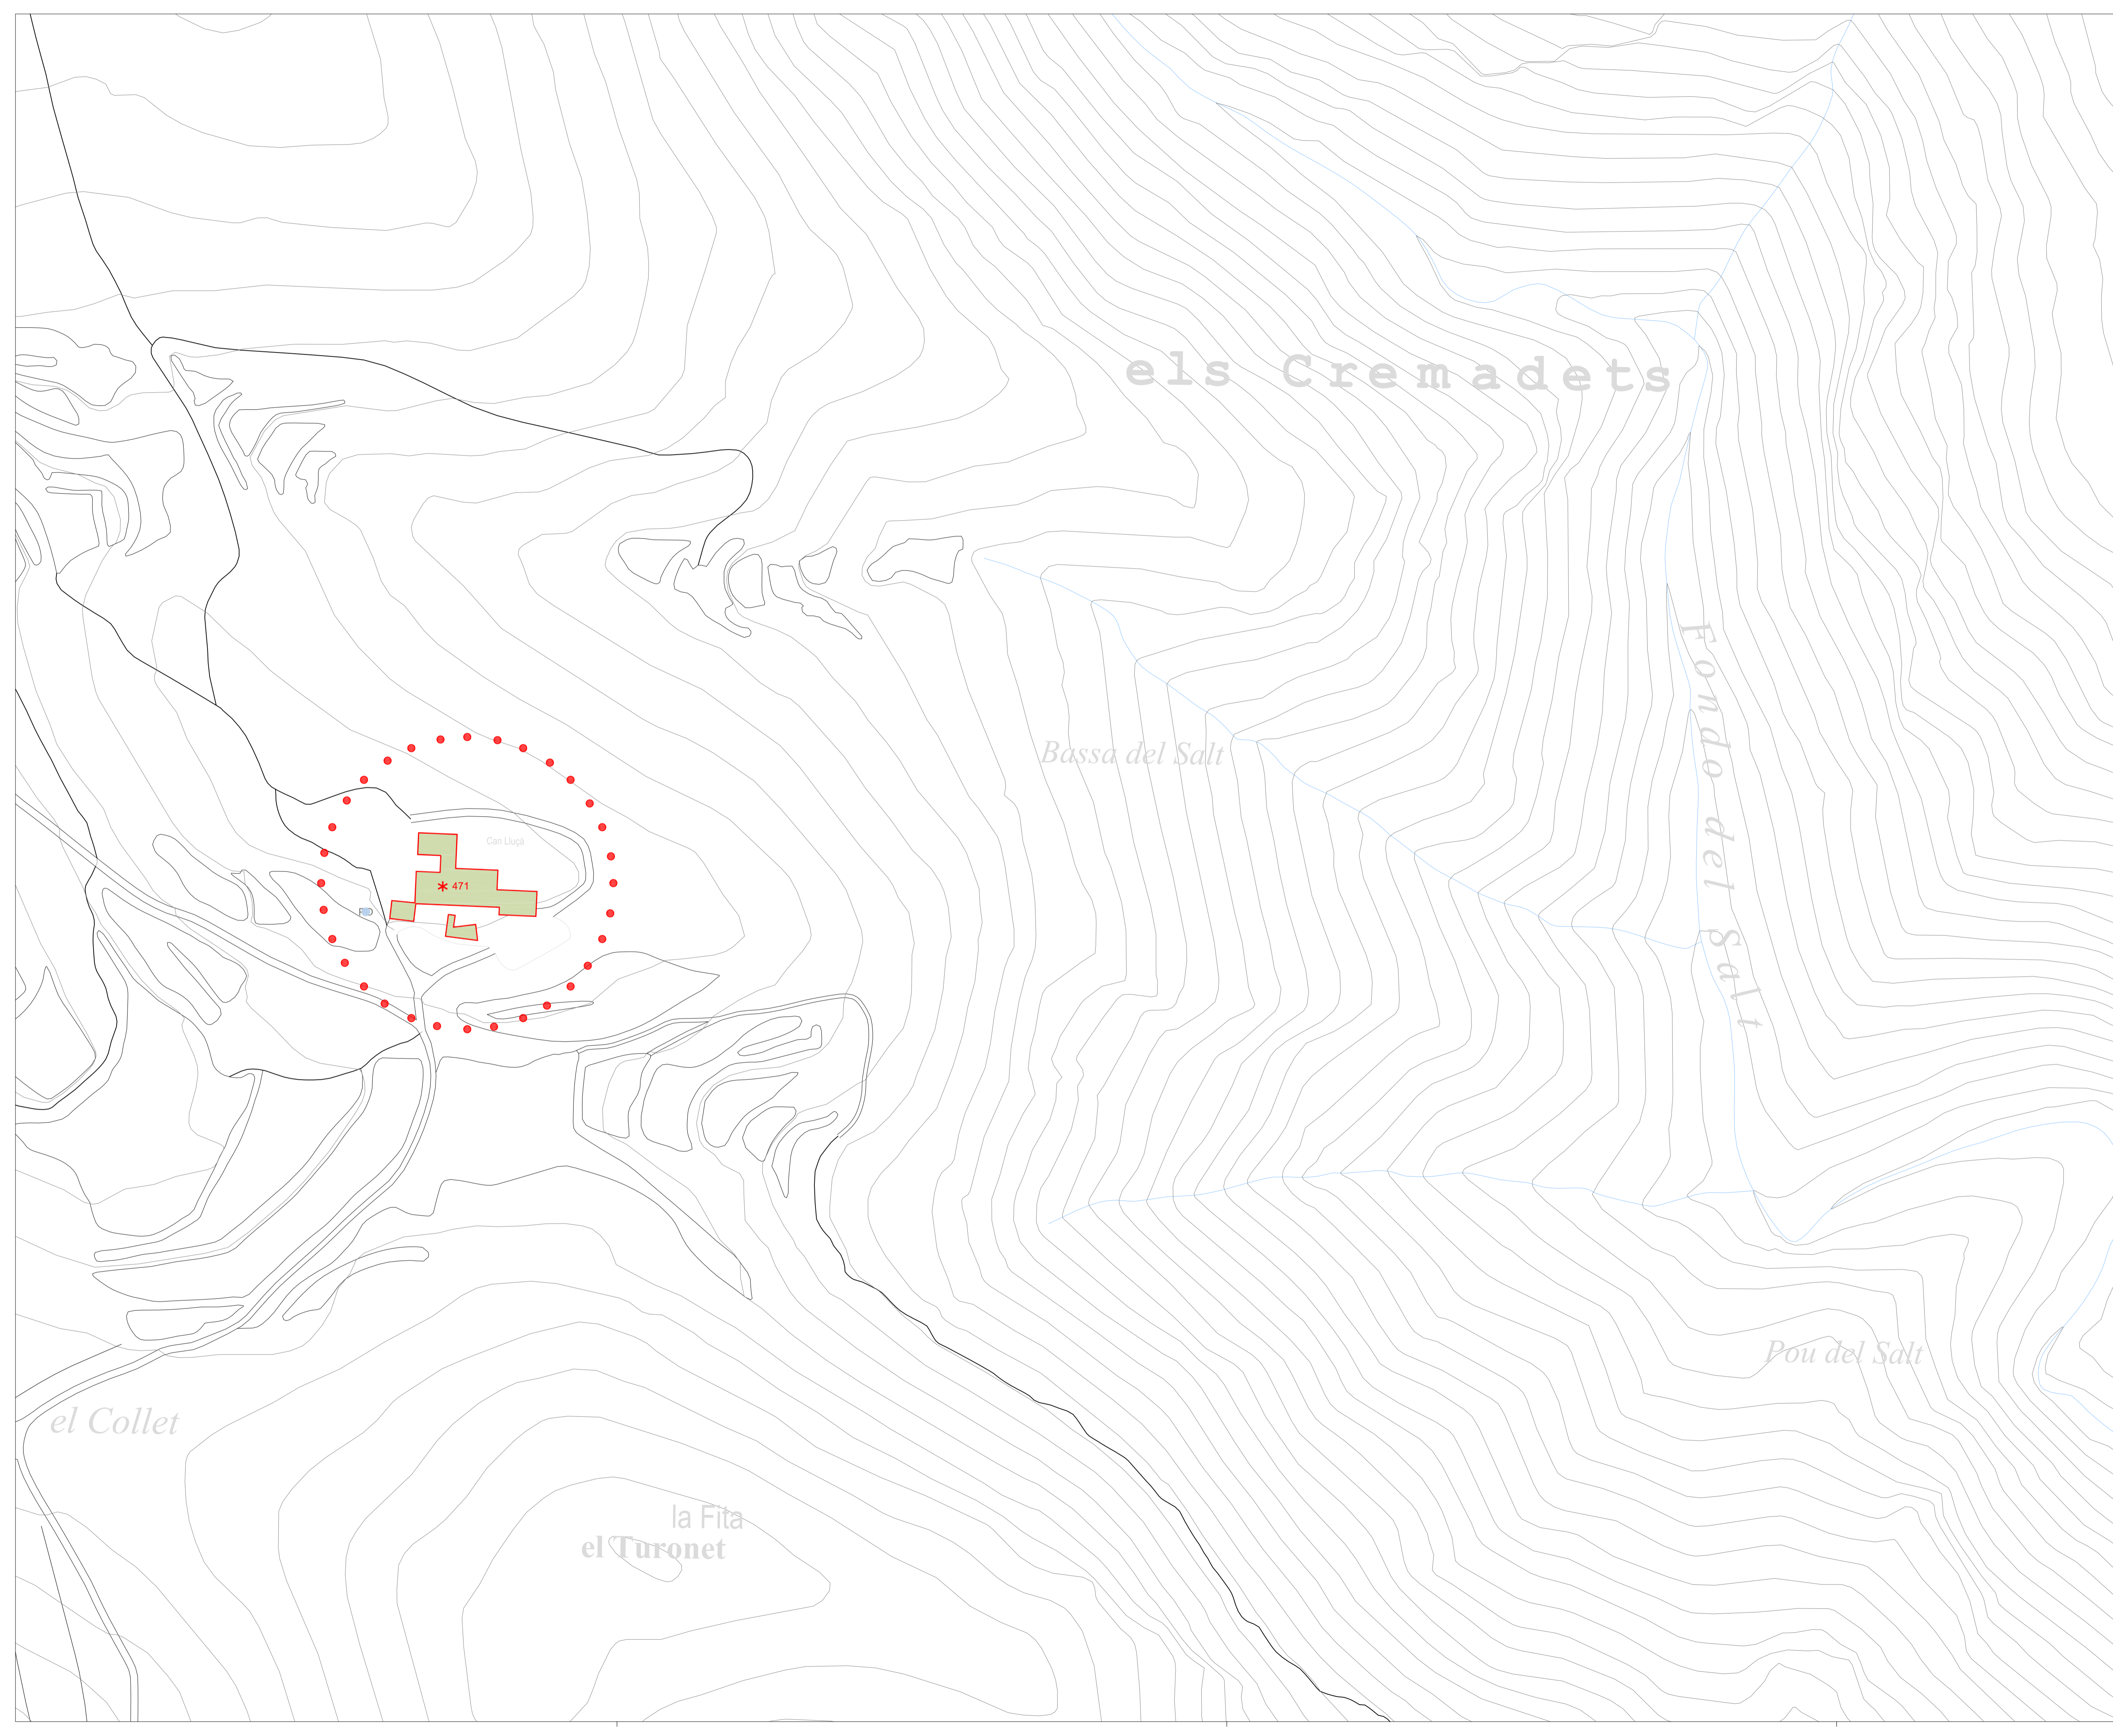 els Cremadets
Fondo del Salt
Bassa del Salt
Can Lluçà
* 471
Pou del Salt
el Collet
la Fita
el Turonet